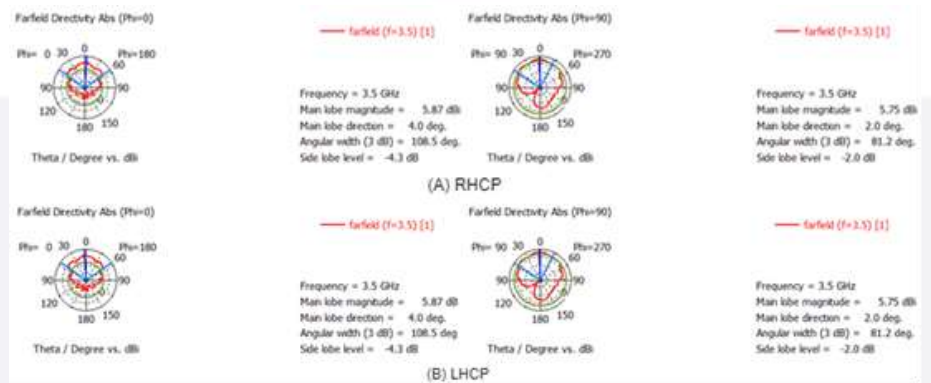 Farfield Directivity Abs (Phi=0)
farfield (f=3.5) [1]
Phi= 0 30 0 Phi=180
60
90 90
120
180 150
Frequency = 3.5 GHz
Main lobe magnitude = 5.87 dBi
Main lobe direction = 4.0 deg.
Angular width (3 dB) = 108.5 deg.
Side lobe level = -4.3 dB
Theta / Degree vs. dBi
Farfield Directivity Abs (Phi=90)
farfield (f=3.5) [1]
Phi= 90 30 0 Phi=270
60
90 90
120
180 150
Frequency = 3.5 GHz
Main lobe magnitude = 5.75 dBi
Main lobe direction = 2.0 deg.
Angular width (3 dB) = 81.2 deg.
Side lobe level = -2.0 dB
Theta / Degree vs. dBi
(A) RHCP
Farfield Directivity Abs (Phi=0)
farfield (f=3.5) [1]
Phi= 0 30 0 Phi=180
60
90 90
120
180 150
Frequency = 3.5 GHz
Main lobe magnitude = 5.87 dBi
Main lobe direction = 4.0 deg.
Angular width (3 dB) = 108.5 deg.
Side lobe level = -4.3 dB
Theta / Degree vs. dBi
Farfield Directivity Abs (Phi=90)
farfield (f=3.5) [1]
Phi= 90 30 0 Phi=270
60
90 90
120
180 150
Frequency = 3.5 GHz
Main lobe magnitude = 5.75 dBi
Main lobe direction = 2.0 deg.
Angular width (3 dB) = 81.2 deg.
Side lobe level = -2.0 dB
Theta / Degree vs. dBi
(B) LHCP